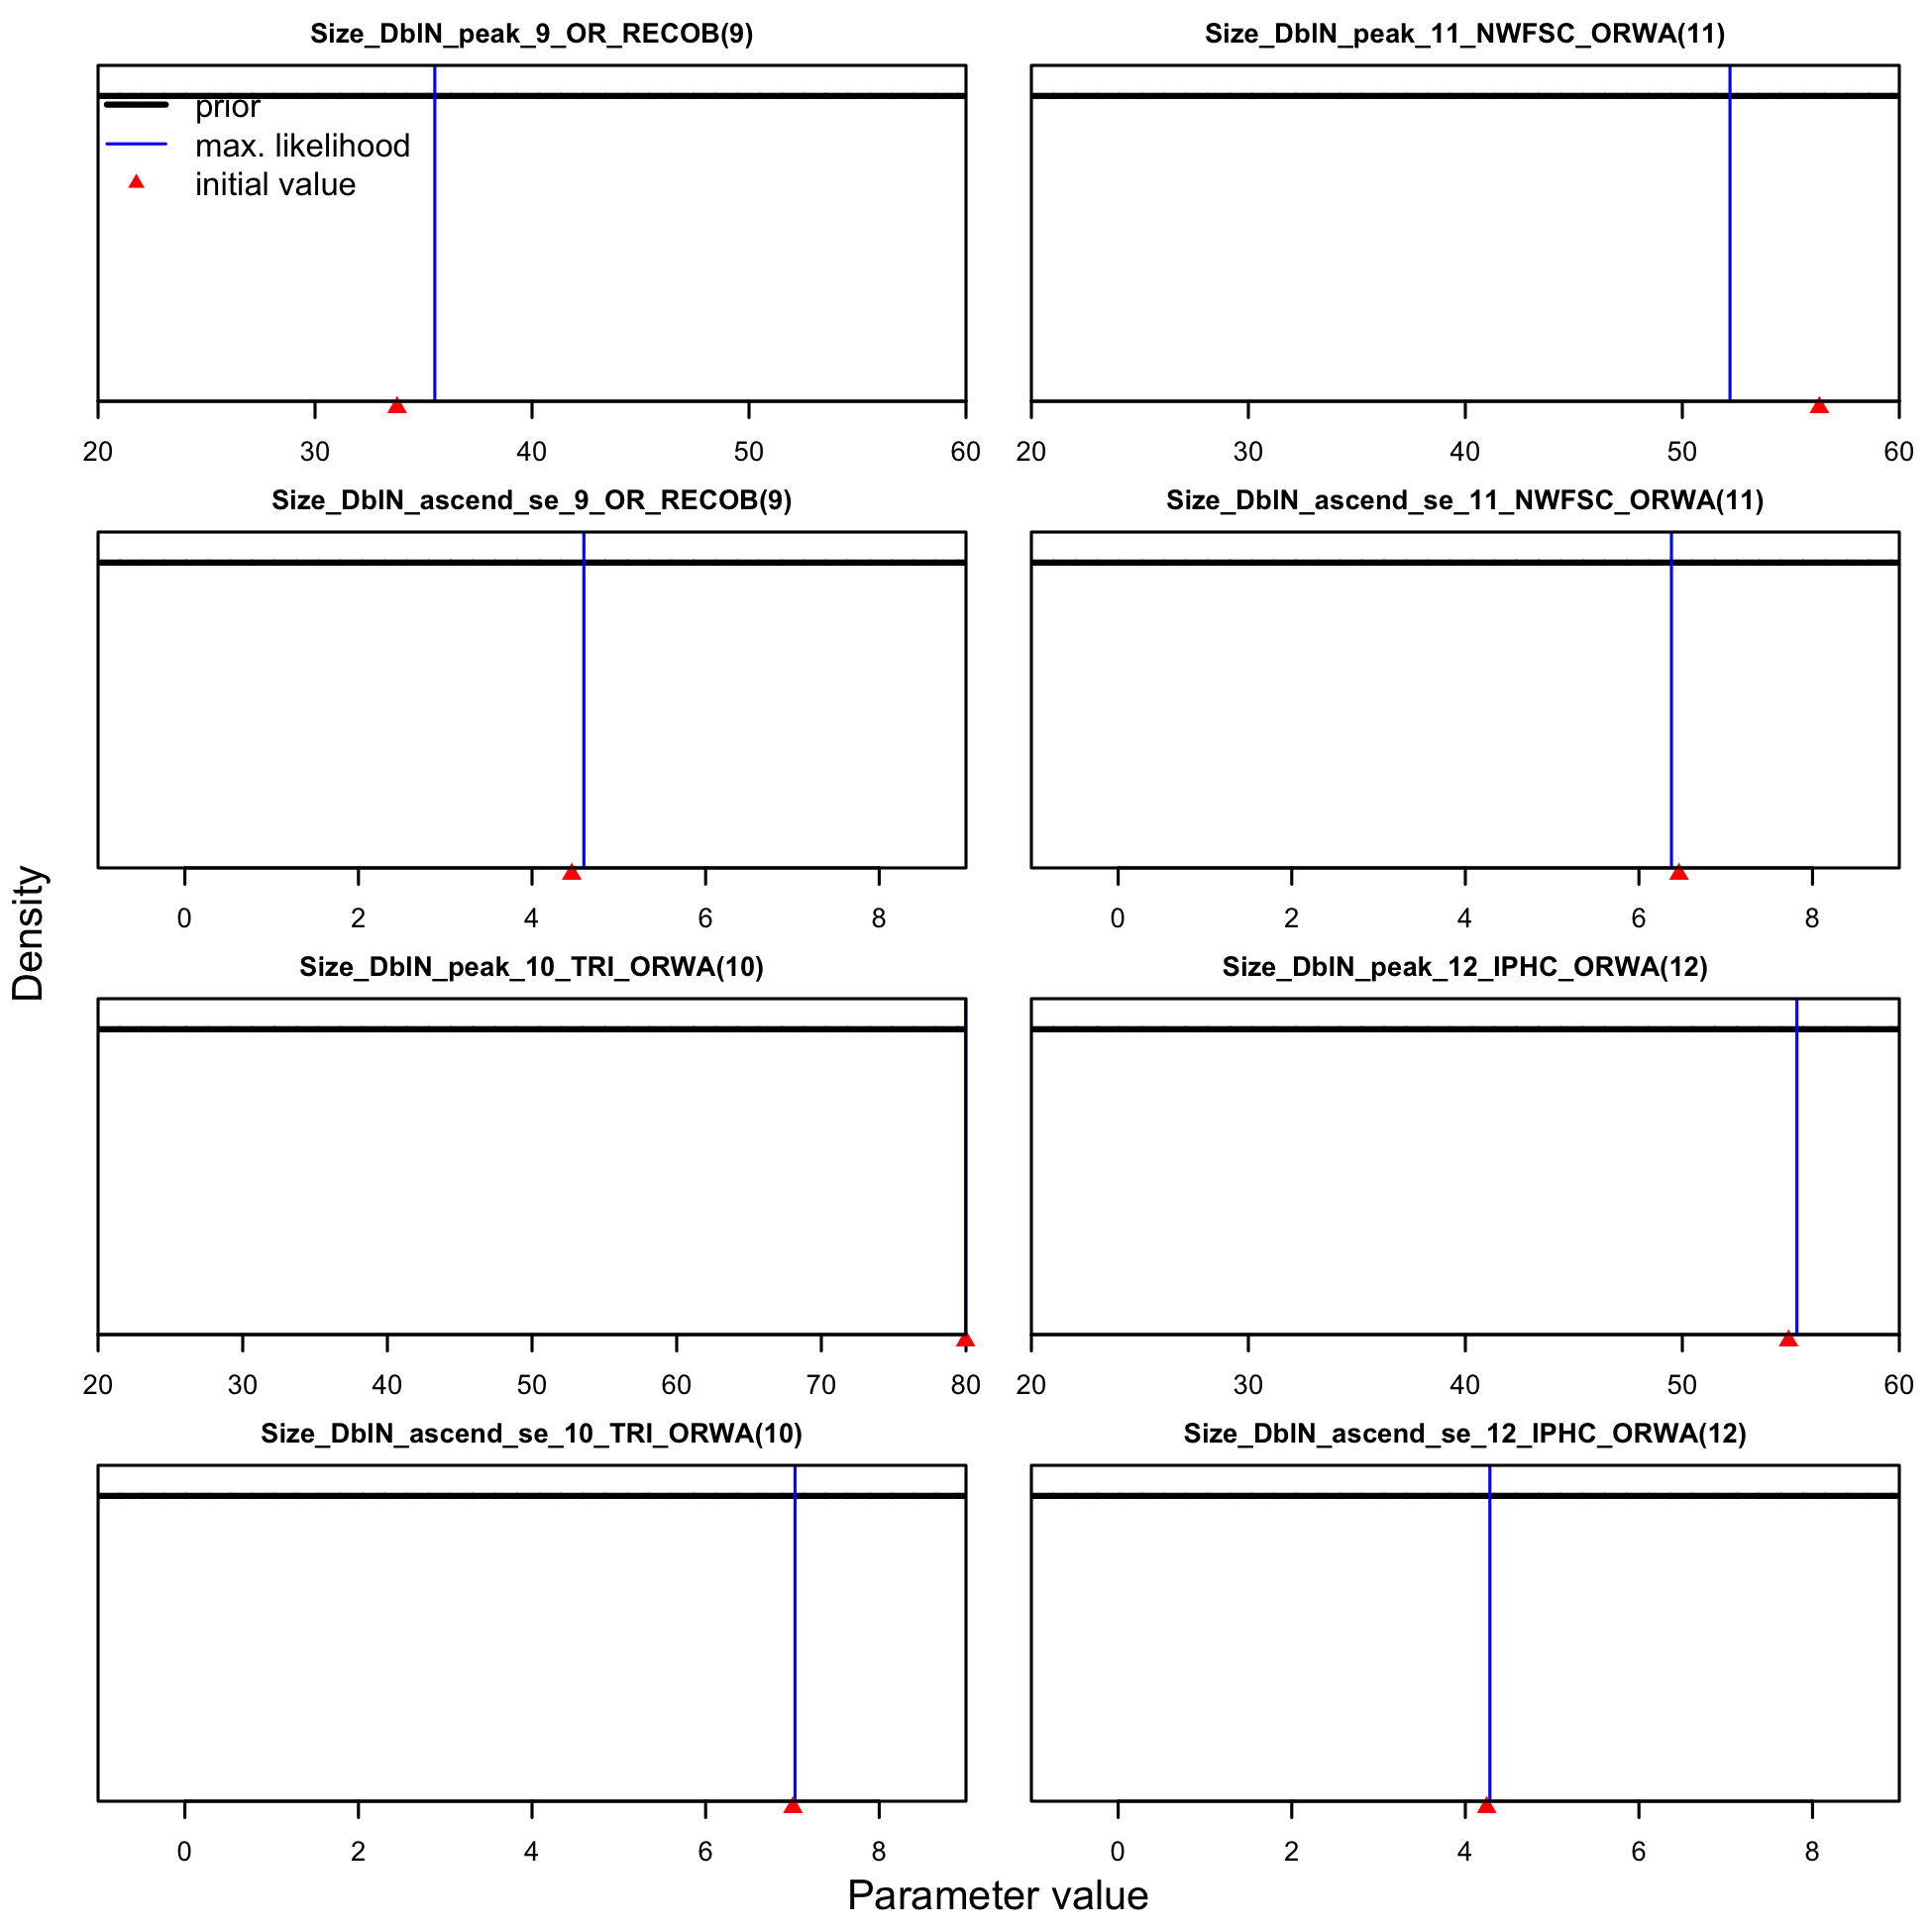 Size_DblN_peak_9_OR_RECOB(9)
prior
max. likelihood
initial value
20 30 40 50 60
Size_DblN_peak_11_NWFSC_ORWA(11)
20 30 40 50 60
Size_DblN_ascend_se_9_OR_RECOB(9)
0 2 4 6 8
Size_DblN_ascend_se_11_NWFSC_ORWA(11)
0 2 4 6 8
Density
Size_DblN_peak_10_TRI_ORWA(10)
20 30 40 50 60 70 80
Size_DblN_peak_12_IPHC_ORWA(12)
20 30 40 50 60
Size_DblN_ascend_se_10_TRI_ORWA(10)
0 2 4 6 8
Size_DblN_ascend_se_12_IPHC_ORWA(12)
0 2 4 6 8
Parameter value